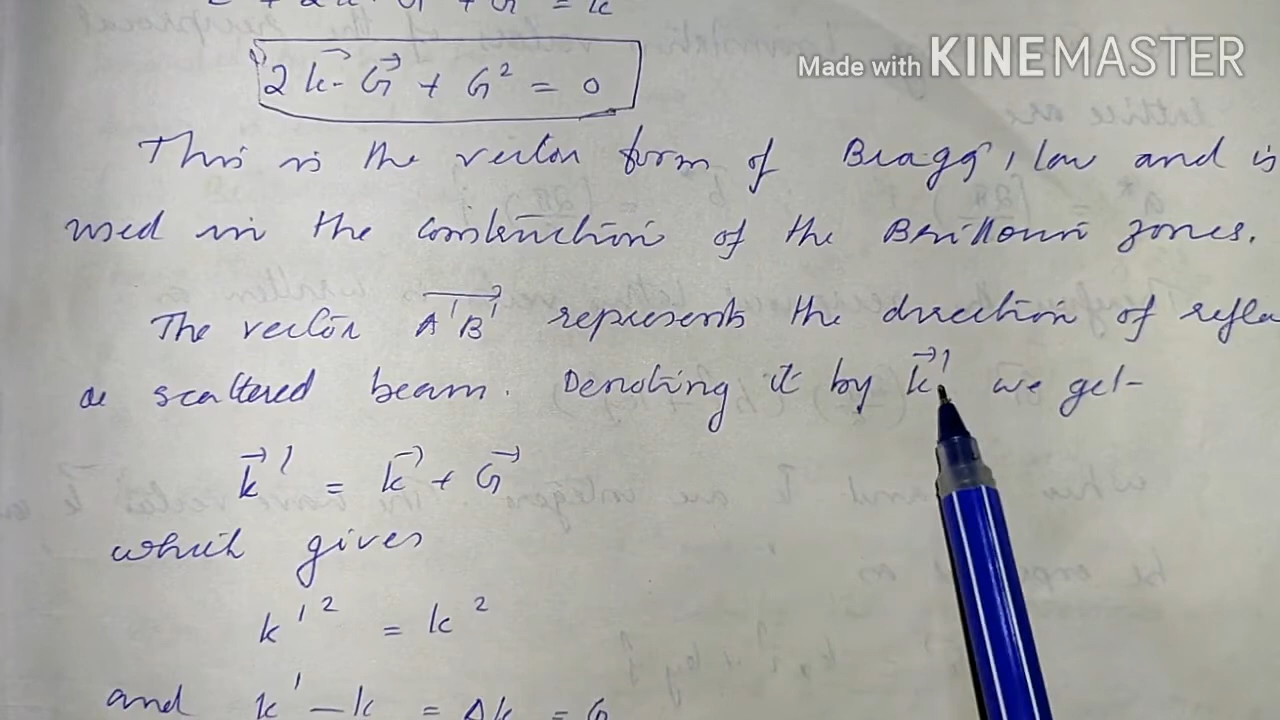 2k⃗·G⃗ + G² = 0
Made with KINEMASTER
This is the vector form of Bragg's law and is
used in the construction of the Brillouin zones.
The vector A'B' represents the direction of
or scattered beam. Denoting it by k⃗' we get-
k⃗' = k⃗ + G⃗
which gives
k'² = k²
and k' - k = Δk = G